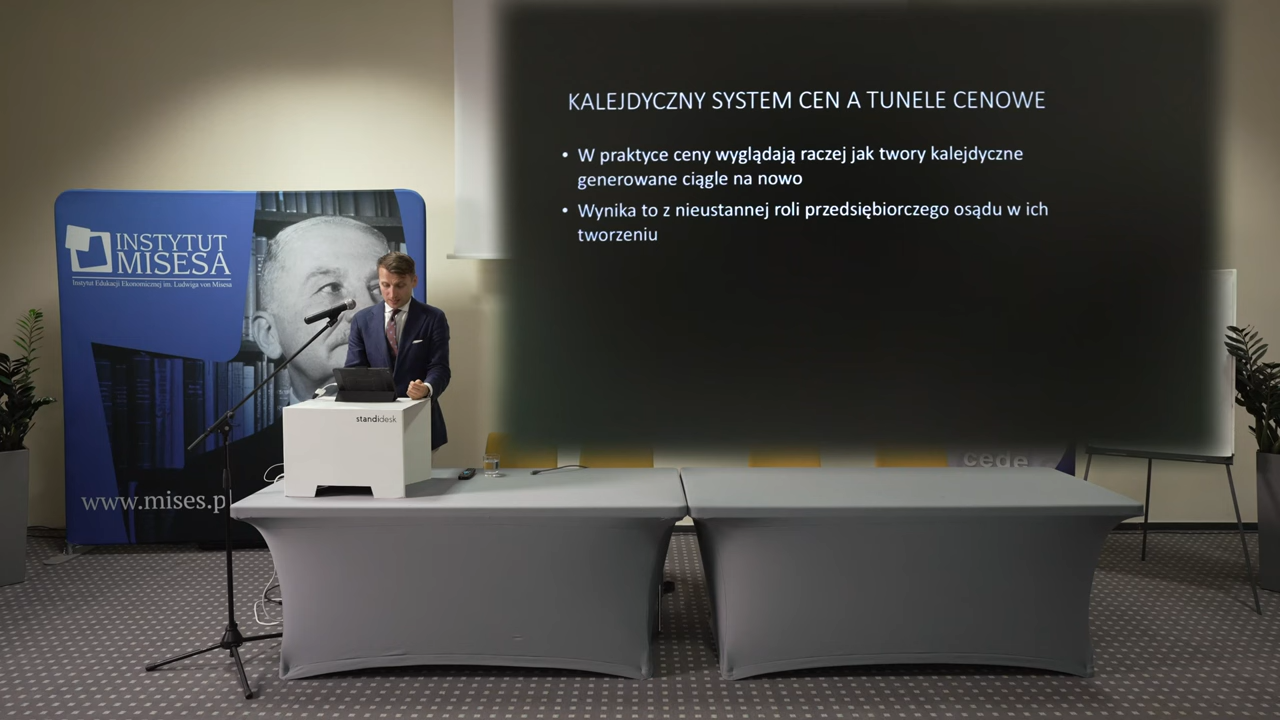 KALEJDYCZNY SYSTEM CEN A TUNELE CENOWE
• W praktyce ceny wyglądają raczej jak twory kalejdyczne
generowane ciągle na nowo
• Wynika to z nieustannej roli przedsiębiorczego osądu w ich
tworzeniu
INSTYTUT
MISESA
Instytut Edukacji Ekonomicznej im. Ludwiga von Misesa
standidesk
cede
www.mises.pl